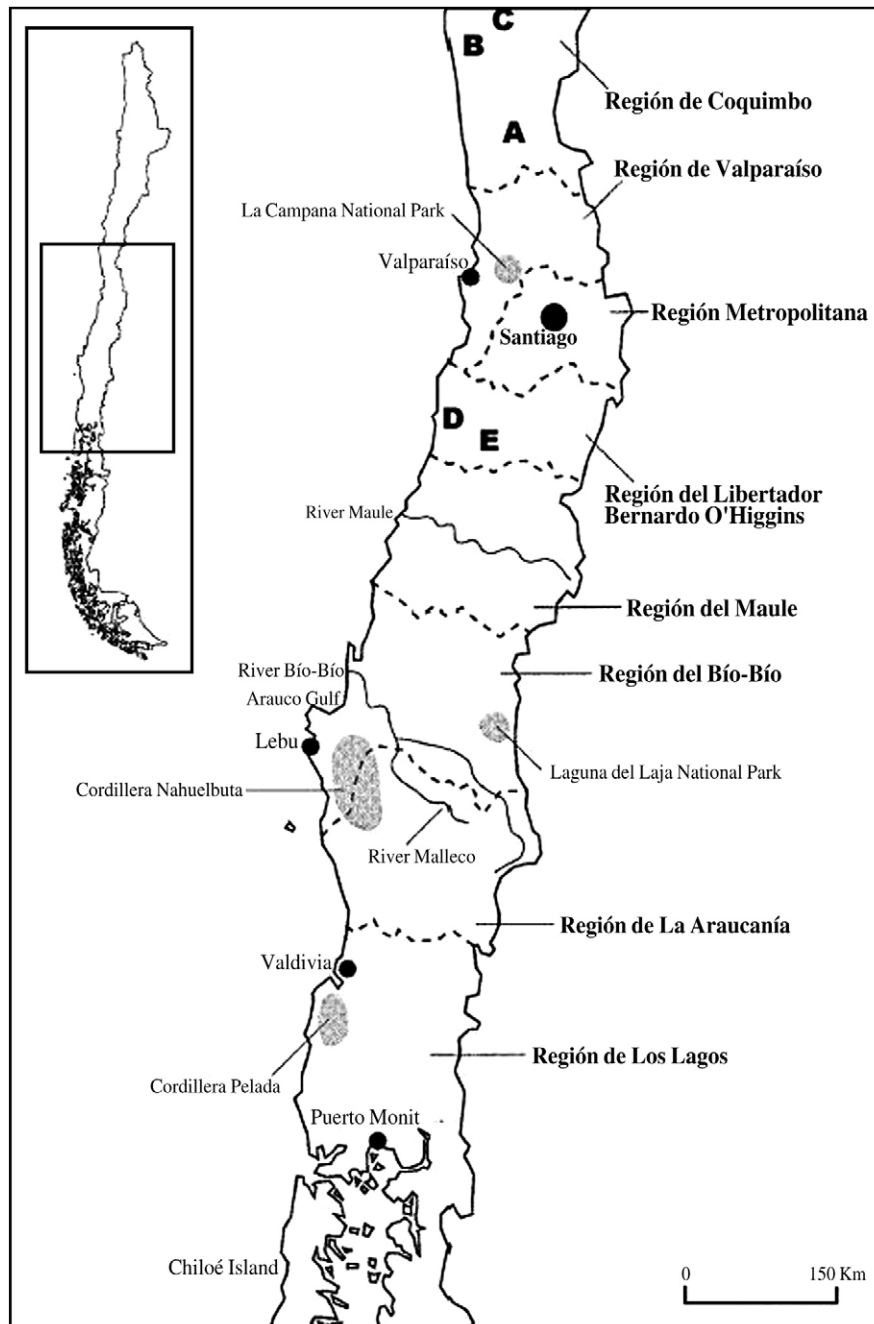 C
B
Región de Coquimbo
A
Región de Valparaíso
La Campana National Park
Valparaíso
Región Metropolitana
Santiago
D
E
Región del Libertador
Bernardo O'Higgins
River Maule
Región del Maule
River Bío-Bío
Región del Bío-Bío
Arauco Gulf
Lebu
Laguna del Laja National Park
Cordillera Nahuelbuta
River Malleco
Región de La Araucanía
Valdivia
Región de Los Lagos
Cordillera Pelada
Puerto Monit
Chiloé Island
0 150 Km